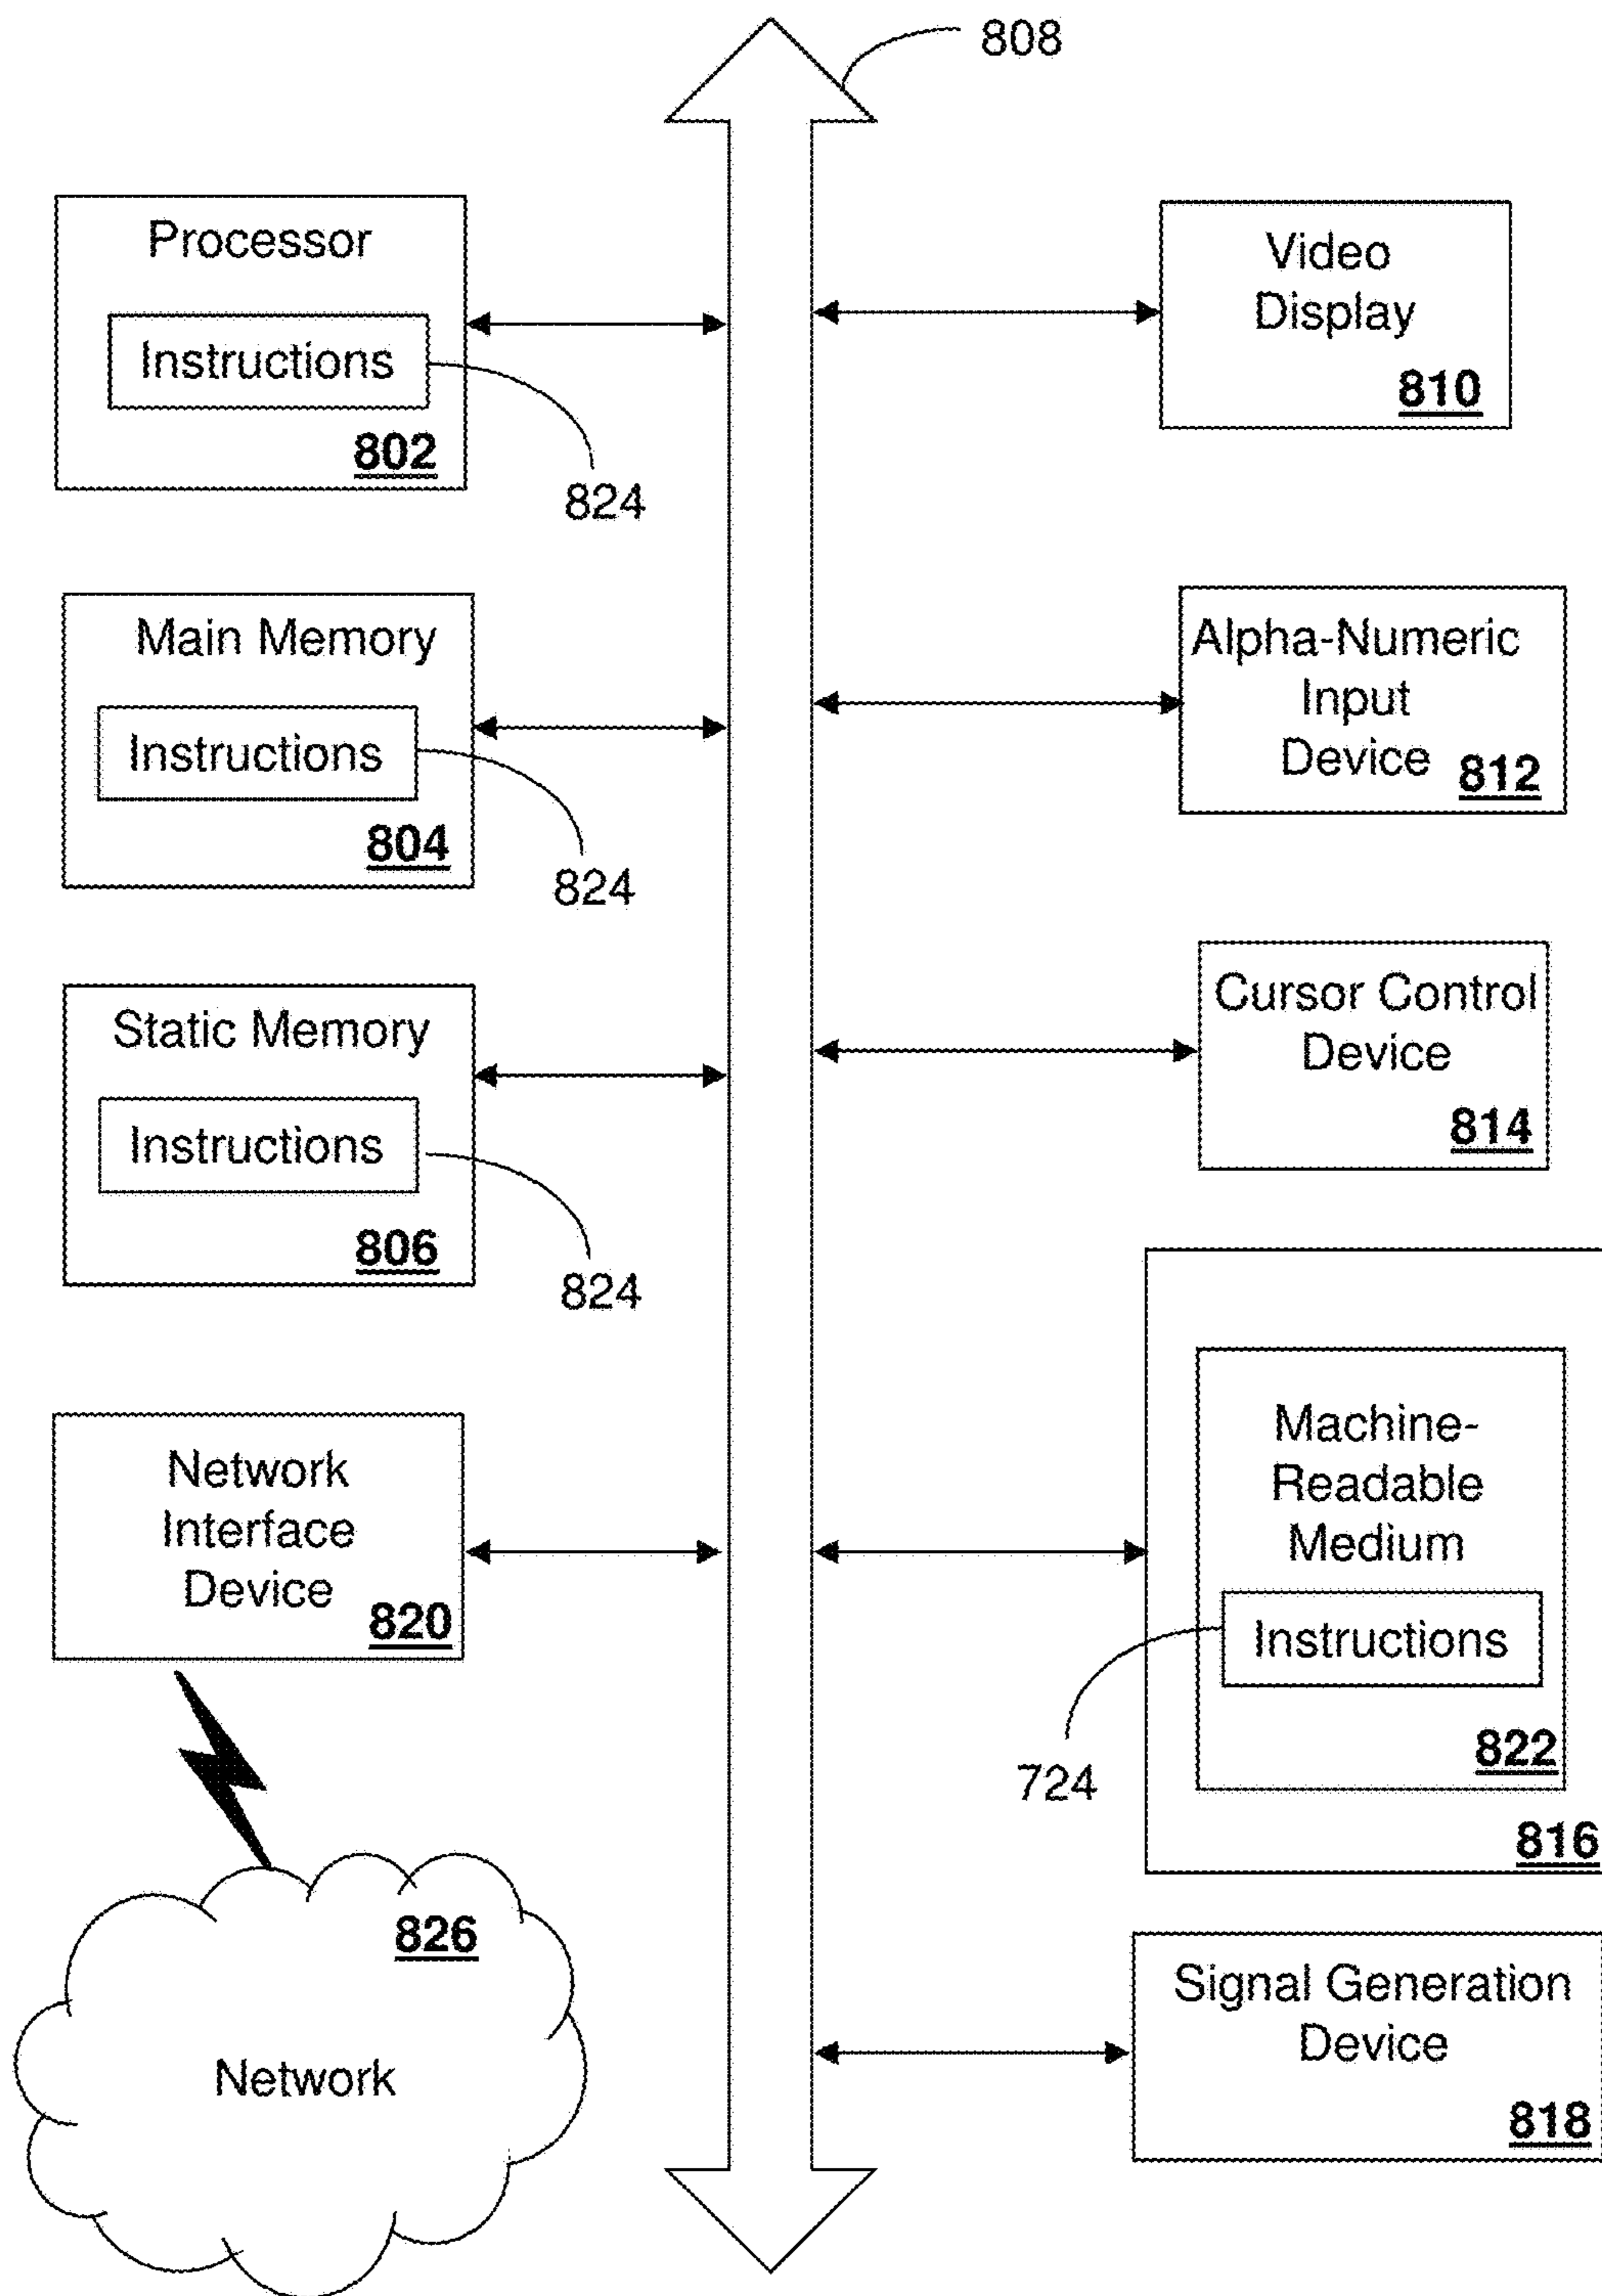 808
Processor
Instructions
802
824
Main Memory
Instructions
804
824
Static Memory
Instructions
806
824
Network
Interface
Device
820
826
Network
Video
Display
810
Alpha-Numeric
Input
Device
812
Cursor Control
Device
814
Machine-
Readable
Medium
Instructions
724
822
816
Signal Generation
Device
818